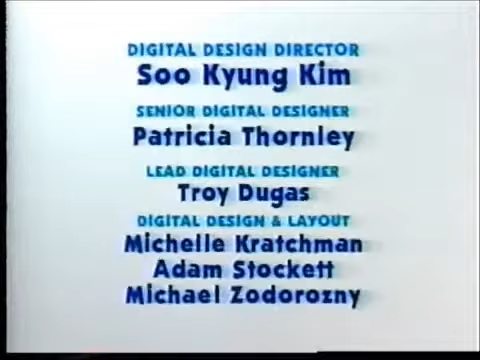 DIGITAL DESIGN DIRECTOR
Soo Kyung Kim
SENIOR DIGITAL DESIGNER
Patricia Thornley
LEAD DIGITAL DESIGNER
Troy Dugas
DIGITAL DESIGN & LAYOUT
Michelle Kratchman
Adam Stockett
Michael Zodorozny